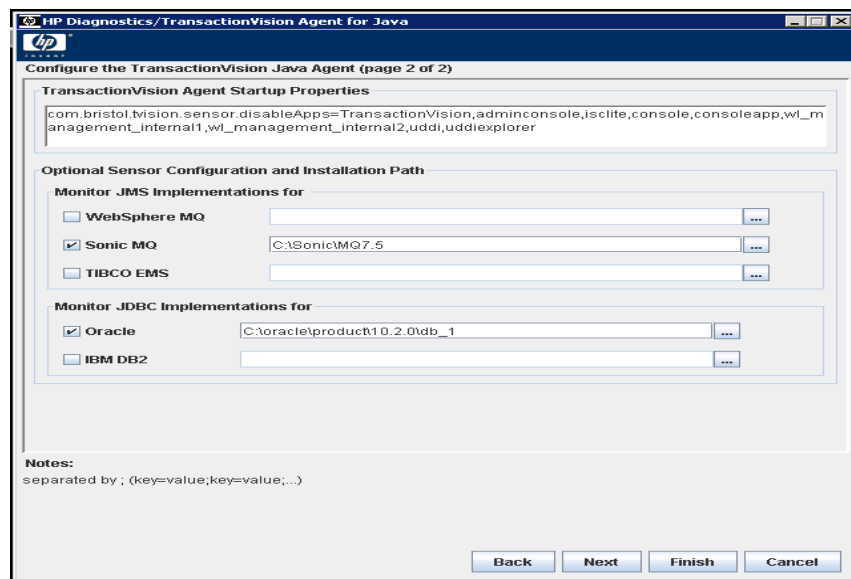 HP Diagnostics/TransactionVision Agent for Java
hp
invent
Configure the TransactionVision Java Agent (page 2 of 2)
TransactionVision Agent Startup Properties
com.bristol.tvision.sensor.disableApps=TransactionVision,adminconsole,isclite,console,consoleapp,wl_m
anagement_internal1,wl_management_internal2,uddi,uddiexplorer
Optional Sensor Configuration and Installation Path
Monitor JMS Implementations for
WebSphere MQ ...
Sonic MQ C:\Sonic\MQ7.5 ...
TIBCO EMS ...
Monitor JDBC Implementations for
Oracle C:\oracle\product\10.2.0\db_1 ...
IBM DB2 ...
Notes:
separated by ; (key=value;key=value;...)
Back Next Finish Cancel